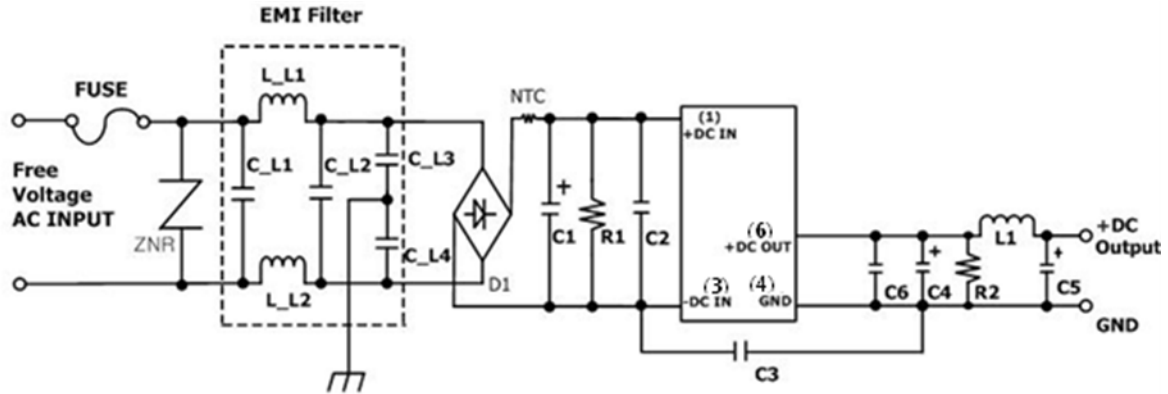 EMI Filter
FUSE
L_L1
NTC
(1)
+DC IN
C_L1
C_L2
C_L3
Free
Voltage
AC INPUT
ZNR
+
C1
R1
C2
(6)
+DC OUT
L1
+DC
Output
C_L4
D1
L_L2
(3)
-DC IN
(4)
GND
C6
+
C4
R2
+
C5
GND
C3